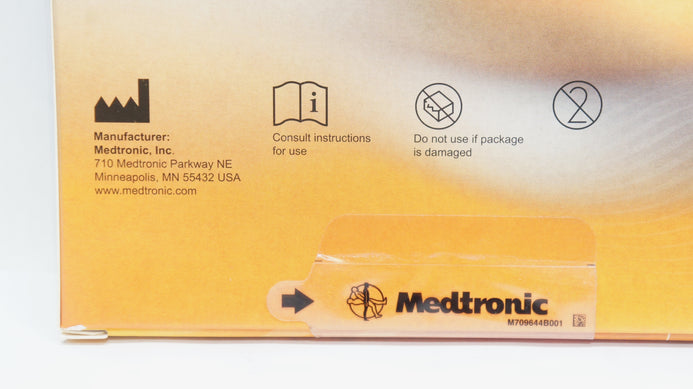 Manufacturer:
Medtronic, Inc.
710 Medtronic Parkway NE
Minneapolis, MN 55432 USA
www.medtronic.com
i
Consult instructions
for use
Do not use if package
is damaged
2
Medtronic
M709644B001